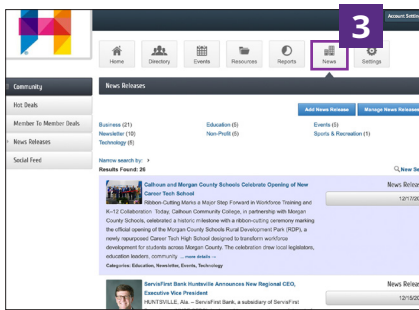 Account Settin
3
Home
Directory
Events
Resources
Reports
News
Settings
Community
Hot Deals
Member To Member Deals
News Releases
Social Feed
News Releases
Add News Release
Manage News Releases
Business (21)
Education (5)
Events (5)
Newsletter (10)
Non-Profit (5)
Sports & Recreation (1)
Technology (5)
Narrow search by: >
Results Found: 26
New Se
Calhoun and Morgan County Schools Celebrate Opening of New
Career Tech School
Ribbon-Cutting Marks a Major Step Forward in Workforce Training and
K–12 Collaboration Today, Calhoun Community College, in partnership with Morgan
County Schools, celebrated a historic milestone with a ribbon-cutting ceremony marking
the official opening of the Morgan County Schools Rural Development Park (RDP), a
newly repurposed Career Tech High School designed to transform workforce
development for students across Morgan County. The celebration drew local legislators,
education leaders, community ... more details
Categories: Education, Newsletter, Events, Technology
News Releas
12/17/20
ServisFirst Bank Huntsville Announces New Regional CEO,
Executive Vice President
HUNTSVILLE, Ala. – ServisFirst Bank, a subsidiary of ServisFirst
News Releas